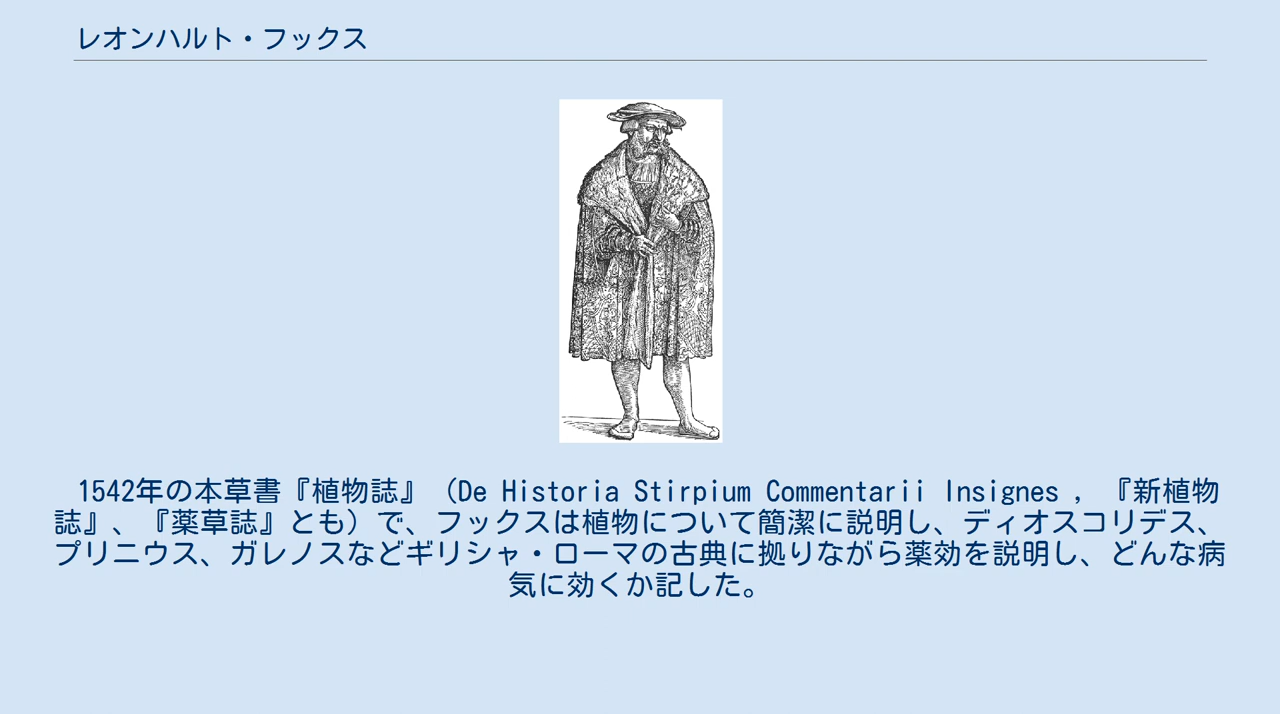 レオンハルト・フックス
1542年の本草書『植物誌』（De Historia Stirpium Commentarii Insignes , 『新植物
誌』、『薬草誌』とも）で、フックスは植物について簡潔に説明し、ディオスコリデス、
プリニウス、ガレノスなどギリシャ・ローマの古典に拠りながら薬効を説明し、どんな病
気に効くか記した。